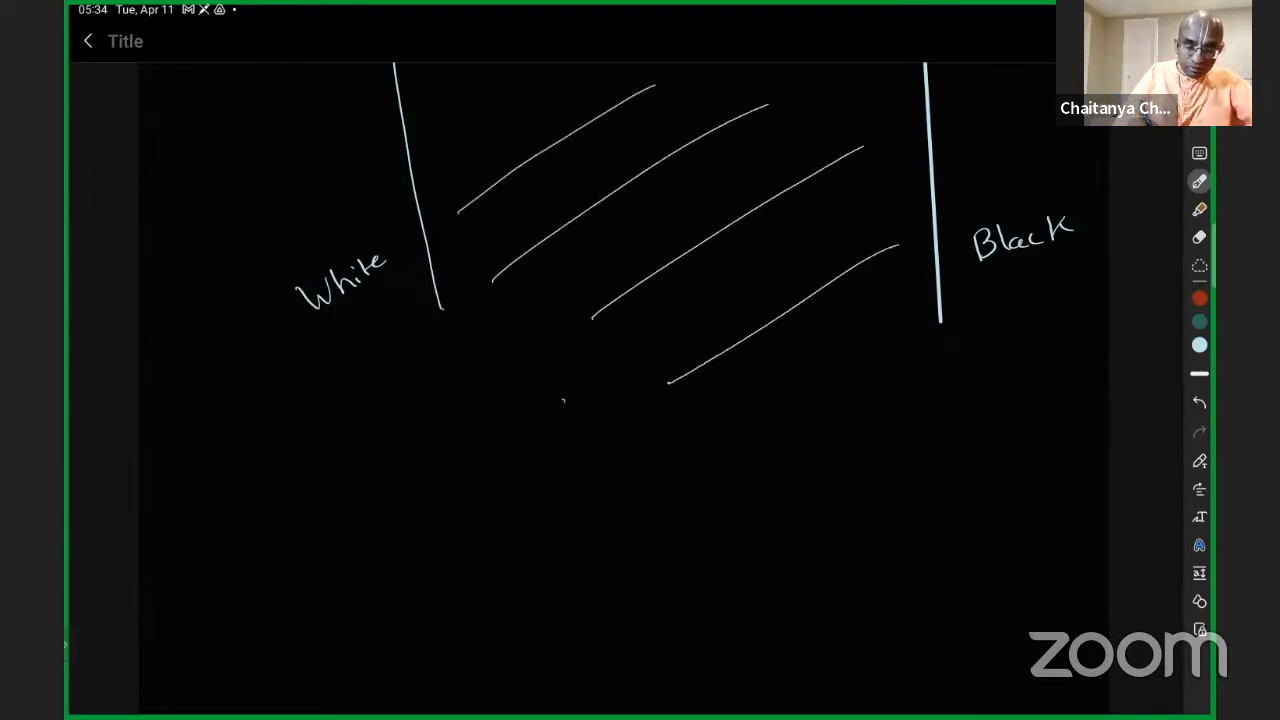 05:34 Tue, Apr 11
Title
Chaitanya Ch...
White
Black
zoom